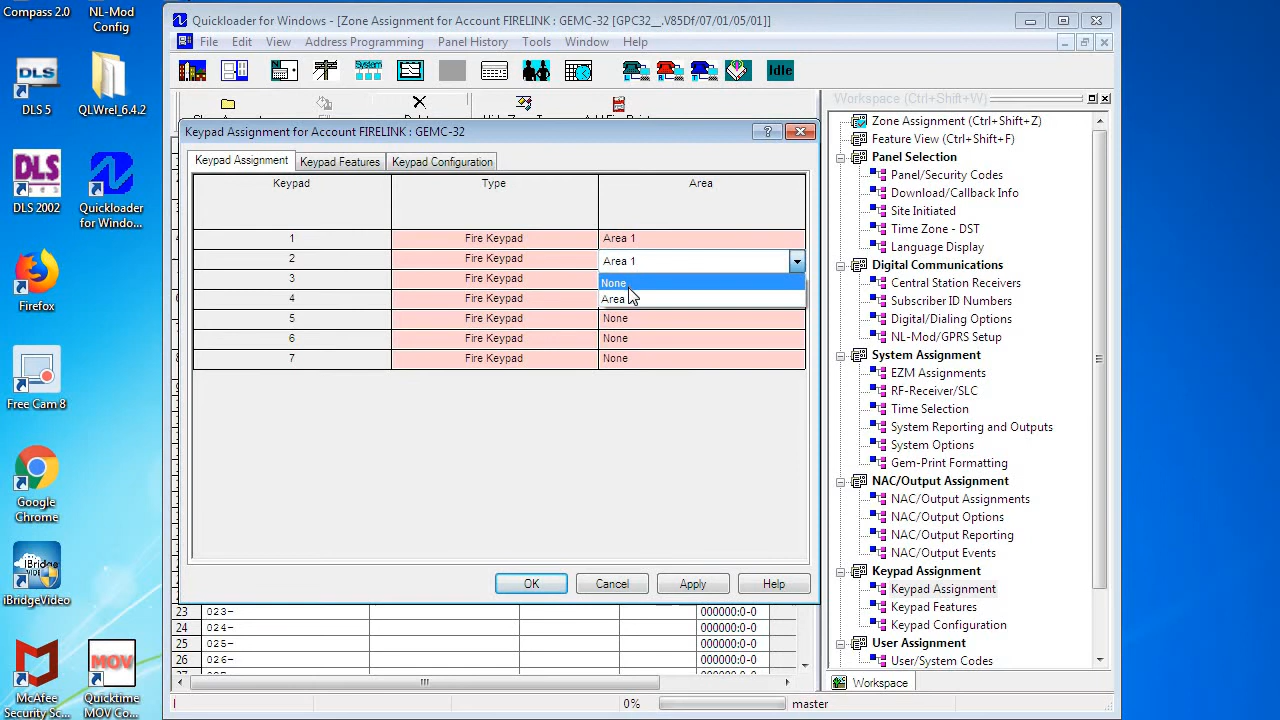 Compass 2.0
NL-Mod
Config
DLS 5
QLWrel_6.4.2
DLS
DLS 2002
Quickloader
for Windo...
Firefox
Free Cam 8
Google
Chrome
iBridge
VIDEO
iBridgeVideo
McAfee
Security Sc...
MOV
Quicktime
MOV Co...
Quickloader for Windows - [Zone Assignment for Account FIRELINK : GEMC-32 [GPC32__.V85Df/07/01/05/01]]
File Edit View Address Programming Panel History Tools Window Help
System
Idle
Keypad Assignment for Account FIRELINK : GEMC-32
Keypad Assignment Keypad Features Keypad Configuration
Keypad Type Area
1 Fire Keypad Area 1
2 Fire Keypad Area 1
3 Fire Keypad None
4 Fire Keypad Area
5 Fire Keypad None
6 Fire Keypad None
7 Fire Keypad None
OK Cancel Apply Help
23 023- 000000:0-0
24 024- 000000:0-0
25 025- 000000:0-0
26 026- 000000:0-0
0% master
Workspace (Ctrl+Shift+W)
Zone Assignment (Ctrl+Shift+Z)
Feature View (Ctrl+Shift+F)
Panel Selection
Panel/Security Codes
Download/Callback Info
Site Initiated
Time Zone - DST
Language Display
Digital Communications
Central Station Receivers
Subscriber ID Numbers
Digital/Dialing Options
NL-Mod/GPRS Setup
System Assignment
EZM Assignments
RF-Receiver/SLC
Time Selection
System Reporting and Outputs
System Options
Gem-Print Formatting
NAC/Output Assignment
NAC/Output Assignments
NAC/Output Options
NAC/Output Reporting
NAC/Output Events
Keypad Assignment
Keypad Assignment
Keypad Features
Keypad Configuration
User Assignment
User/System Codes
Workspace